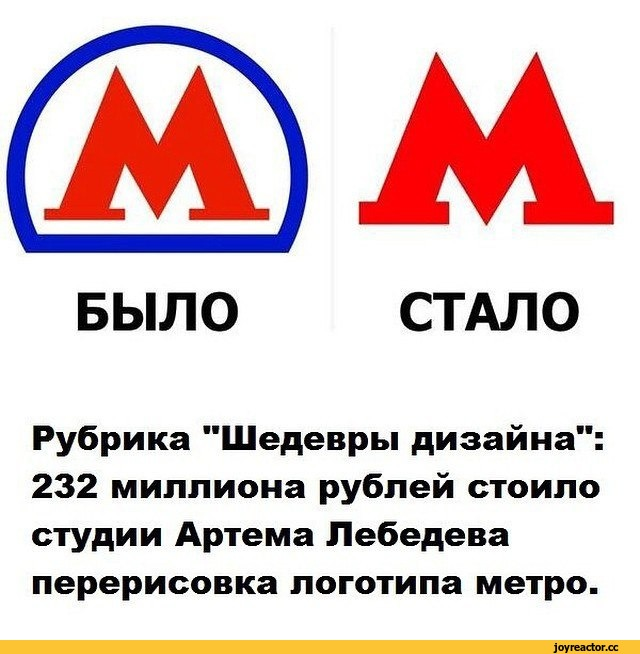 М М
БЫЛО СТАЛО
Рубрика "Шедевры дизайна":
232 миллиона рублей стоило
студии Артема Лебедева
перерисовка логотипа метро.
joyreactor.cc